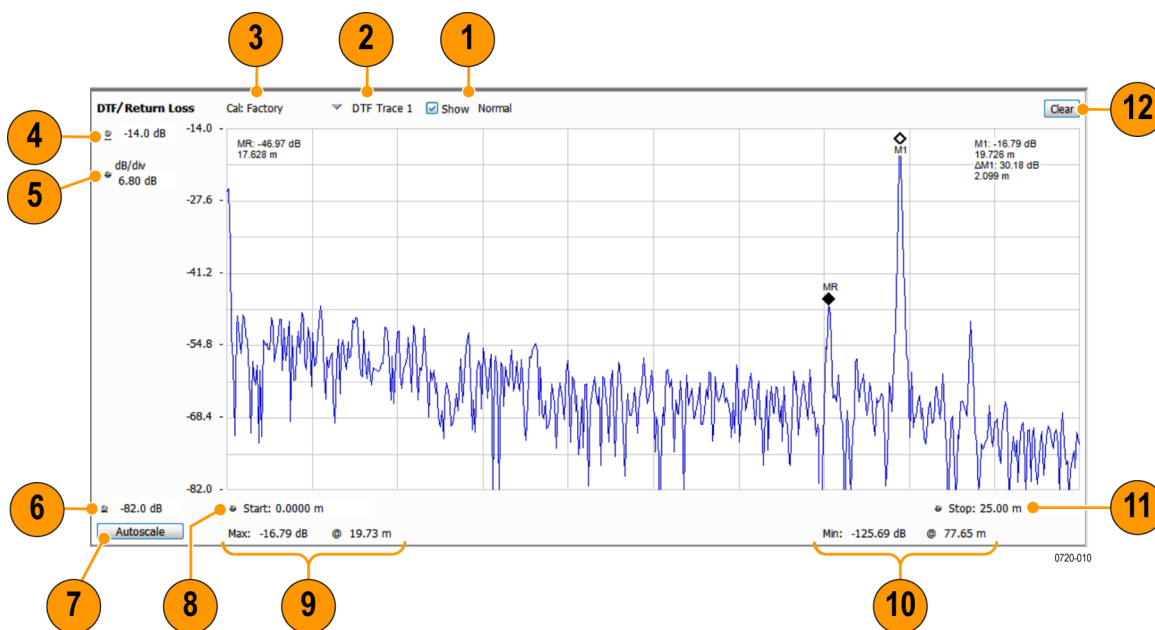 3
2
1
DTF/Return Loss
Cal: Factory
DTF Trace 1
Show
Normal
Clear
12
4
-14.0 dB
-14.0
MR: -46.97 dB
17.628 m
M1
M1: -16.79 dB
19.726 m
ΔM1: 30.18 dB
2.099 m
5
dB/div
6.80 dB
-27.6
-41.2
MR
-54.8
-68.4
-82.0
6
-82.0 dB
Start: 0.0000 m
Stop: 25.00 m
11
Autoscale
Max: -16.79 dB @ 19.73 m
Min: -125.69 dB @ 77.65 m
0720-010
7
8
9
10